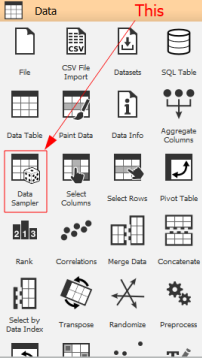 Data
This
File
CSV File
Import
Datasets
SQL Table
Data Table
Paint Data
Data Info
Aggregate
Columns
Data
Sampler
Select
Columns
Select Rows
Pivot Table
Rank
Correlations
Merge Data
Concatenate
Select by
Data Index
Transpose
Randomize
Preprocess